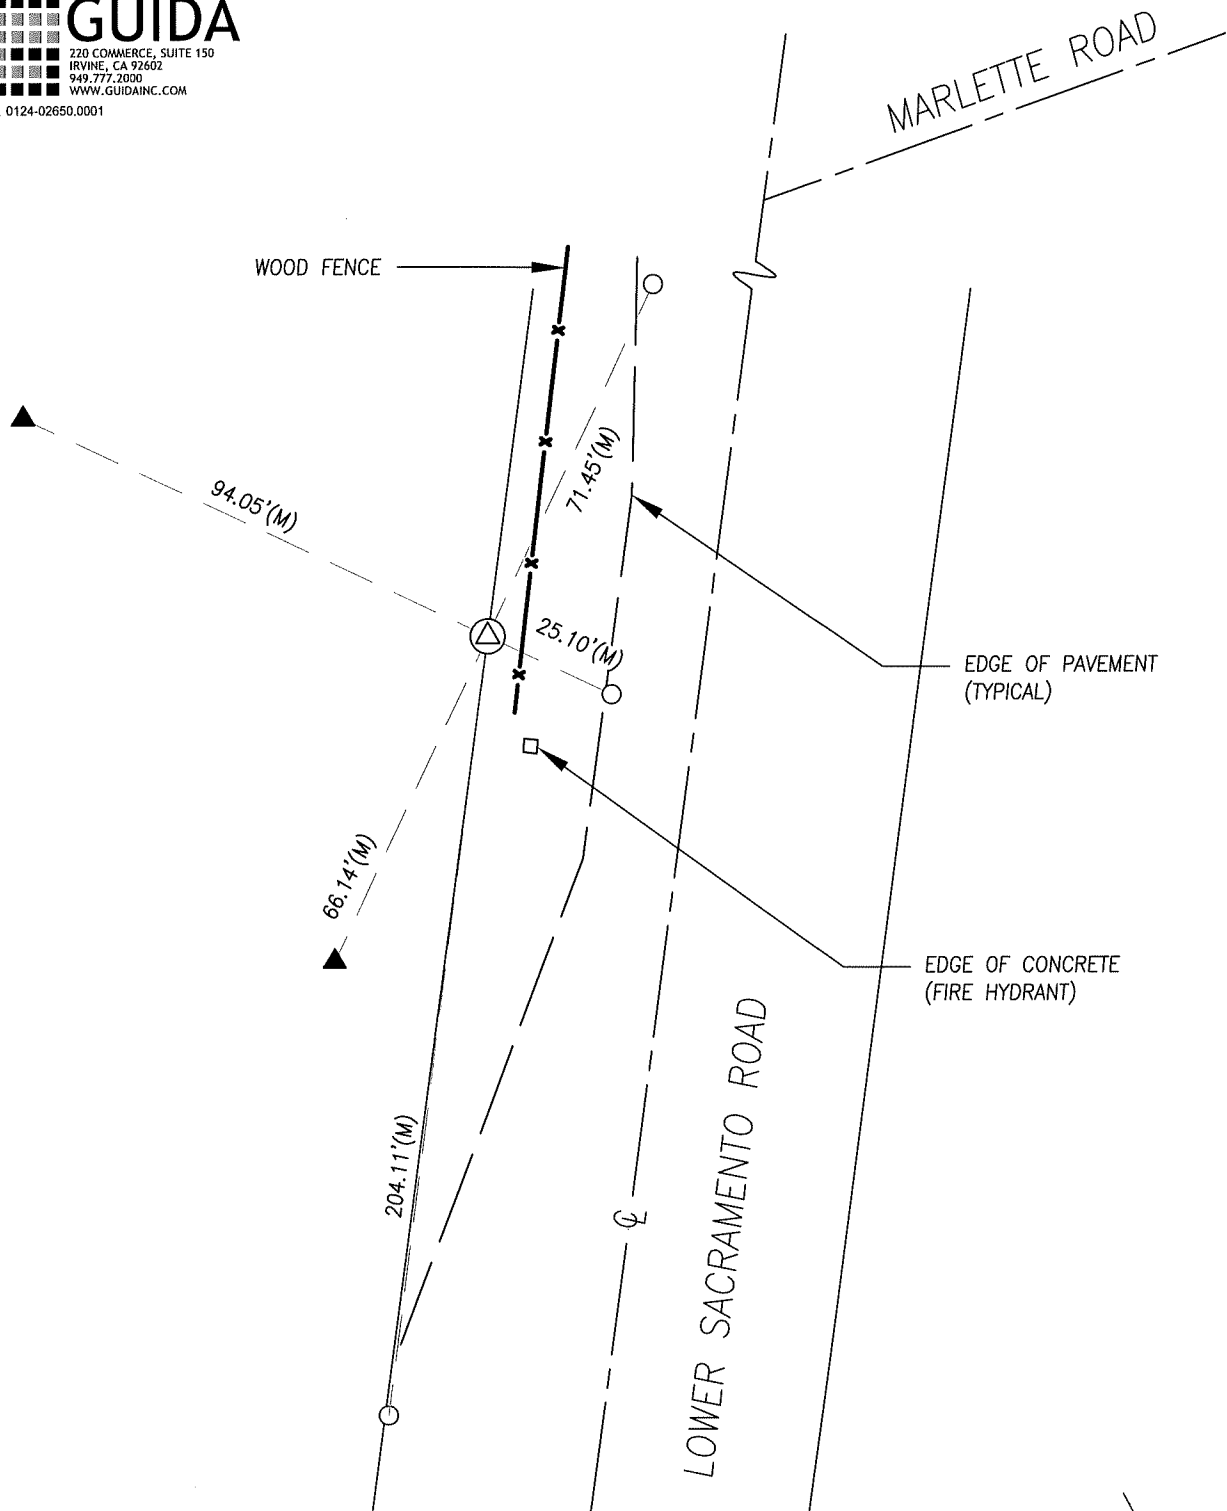 GUIDA
220 COMMERCE, SUITE 150
IRVINE, CA 92602
949.777.2000
WWW.GUIDAINC.COM
0124-02650.0001
MARLETTE ROAD
WOOD FENCE
71.45'(M)
94.05'(M)
25.10'(M)
EDGE OF PAVEMENT
(TYPICAL)
66.14'(M)
EDGE OF CONCRETE
(FIRE HYDRANT)
204.11'(M)
LOWER SACRAMENTO ROAD